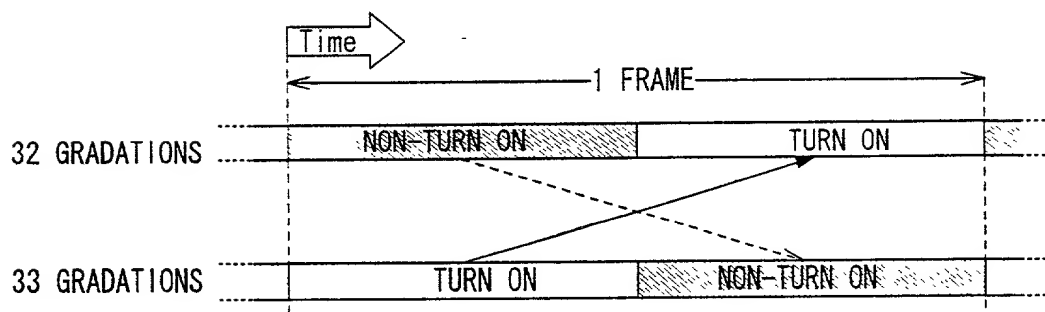 Time
1 FRAME
32 GRADATIONS NON-TURN ON TURN ON
33 GRADATIONS TURN ON NON-TURN ON